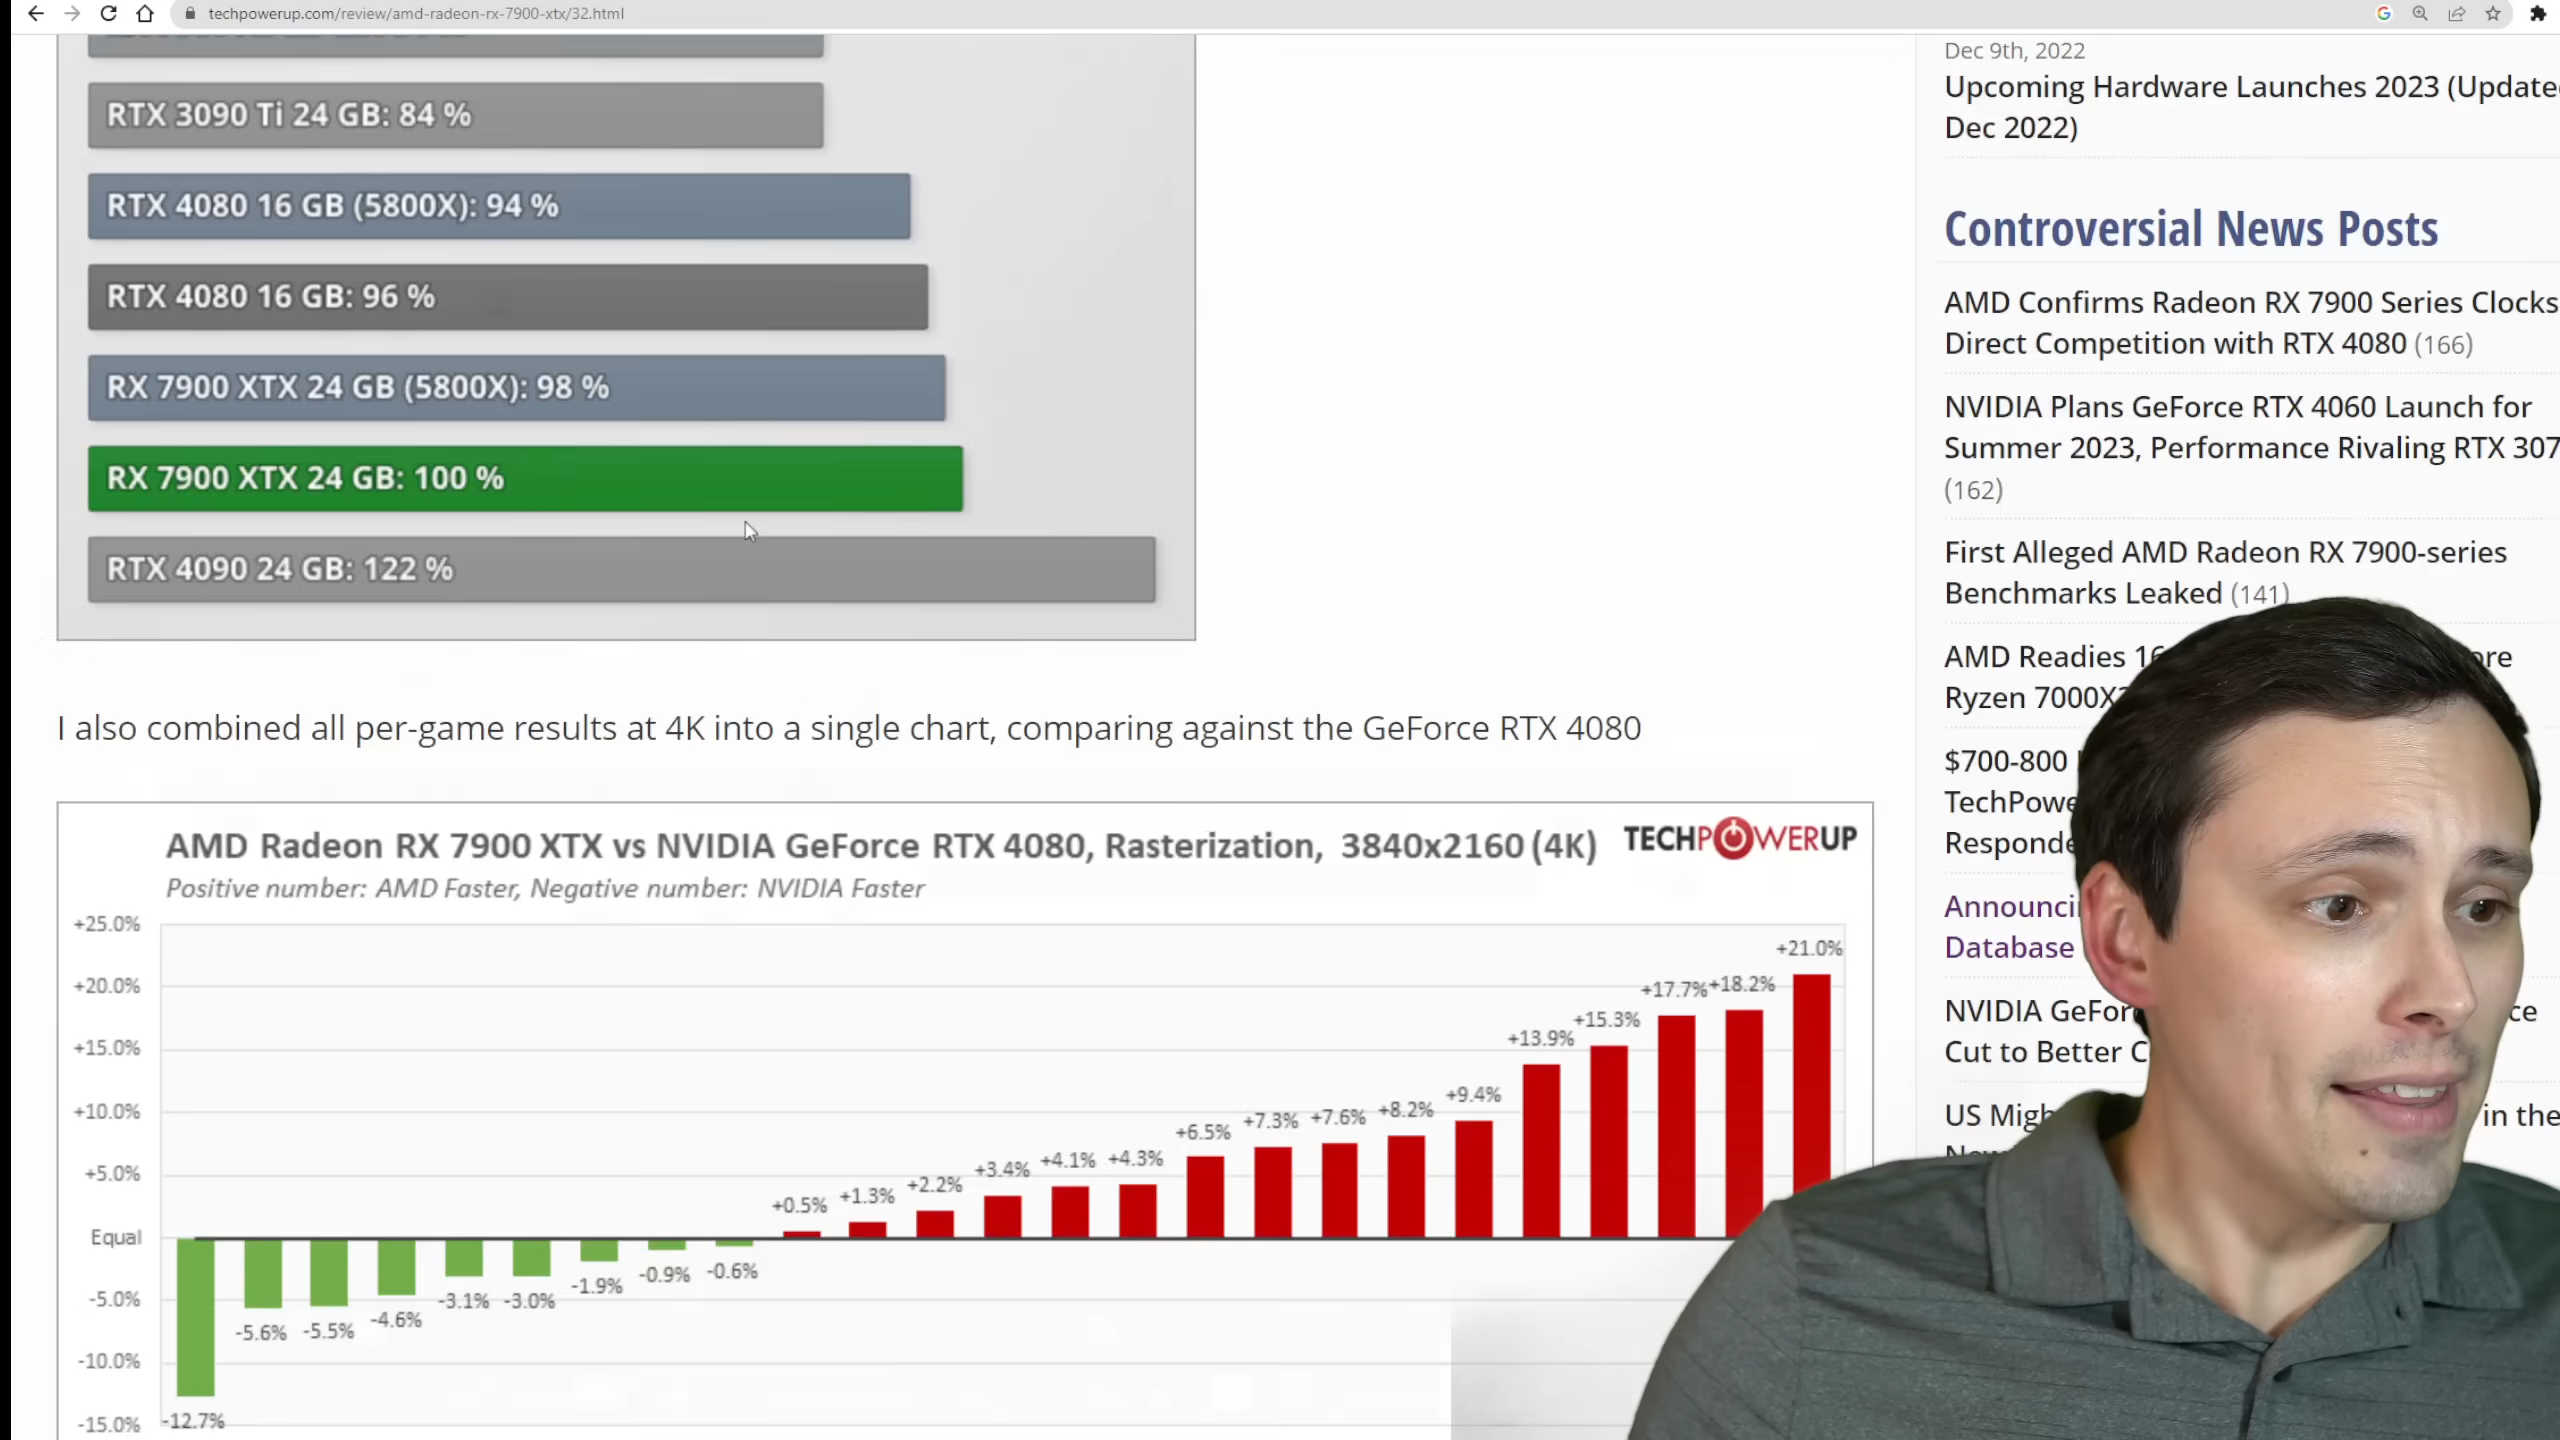 techpowerup.com/review/amd-radeon-rx-7900-xtx/32.html
RTX 3090 Ti 24 GB: 84 %
RTX 4080 16 GB (5800X): 94 %
RTX 4080 16 GB: 96 %
RX 7900 XTX 24 GB (5800X): 98 %
RX 7900 XTX 24 GB: 100 %
RTX 4090 24 GB: 122 %
I also combined all per-game results at 4K into a single chart, comparing against the GeForce RTX 4080
AMD Radeon RX 7900 XTX vs NVIDIA GeForce RTX 4080, Rasterization, 3840x2160 (4K)
TECHPOWERUP
Positive number: AMD Faster, Negative number: NVIDIA Faster
+25.0%
+20.0%
+15.0%
+10.0%
+5.0%
Equal
-5.0%
-10.0%
-15.0%
-12.7%
-5.6%
-5.5%
-4.6%
-3.1%
-3.0%
-1.9%
-0.9%
-0.6%
+0.5%
+1.3%
+2.2%
+3.4%
+4.1%
+4.3%
+6.5%
+7.3%
+7.6%
+8.2%
+9.4%
+13.9%
+15.3%
+17.7%
+18.2%
+21.0%
Dec 9th, 2022
Upcoming Hardware Launches 2023 (Update
Dec 2022)
Controversial News Posts
AMD Confirms Radeon RX 7900 Series Clocks
Direct Competition with RTX 4080 (166)
NVIDIA Plans GeForce RTX 4060 Launch for
Summer 2023, Performance Rivaling RTX 307
(162)
First Alleged AMD Radeon RX 7900-series
Benchmarks Leaked (141)
AMD Readies 16 ore
Ryzen 7000X
$700-800
TechPowe
Responde
Announci
Database
NVIDIA GeFor ce
Cut to Better C
US Migh in the